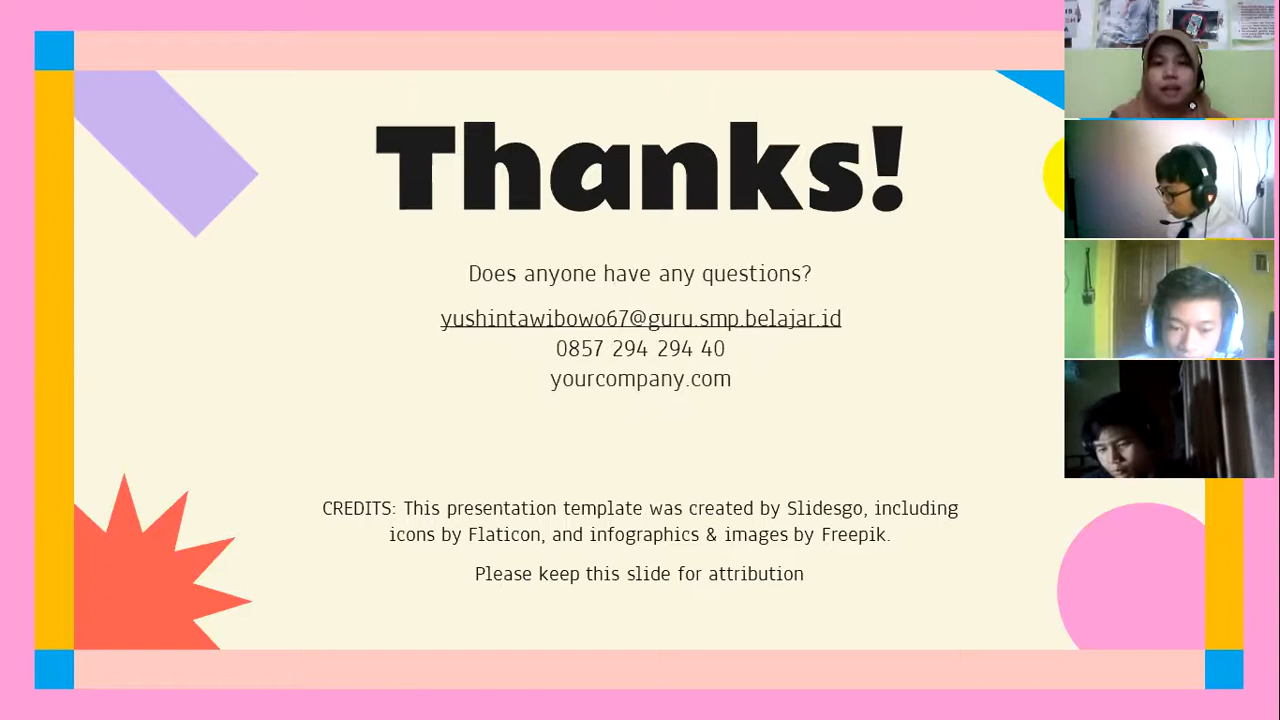 Thanks!
Does anyone have any questions?
yushintawibowo67@guru.smp.belajar.id
0857 294 294 40
yourcompany.com
CREDITS: This presentation template was created by Slidesgo, including
icons by Flaticon, and infographics & images by Freepik.
Please keep this slide for attribution